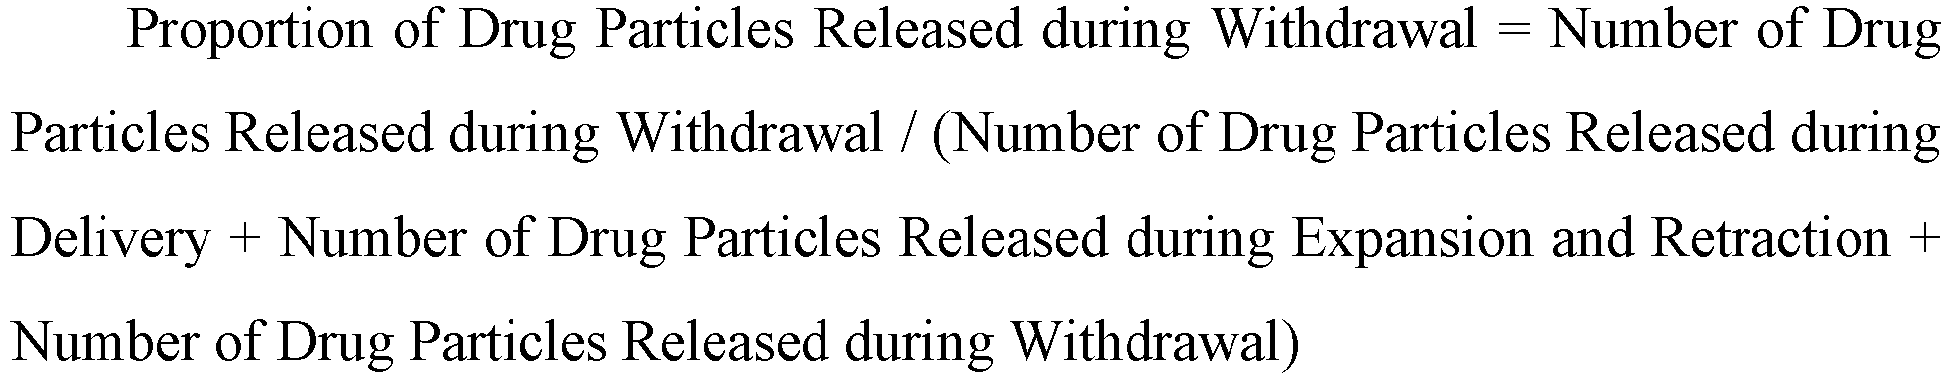 Proportion of Drug Particles Released during Withdrawal = Number of Drug
Particles Released during Withdrawal / (Number of Drug Particles Released during
Delivery + Number of Drug Particles Released during Expansion and Retraction +
Number of Drug Particles Released during Withdrawal)